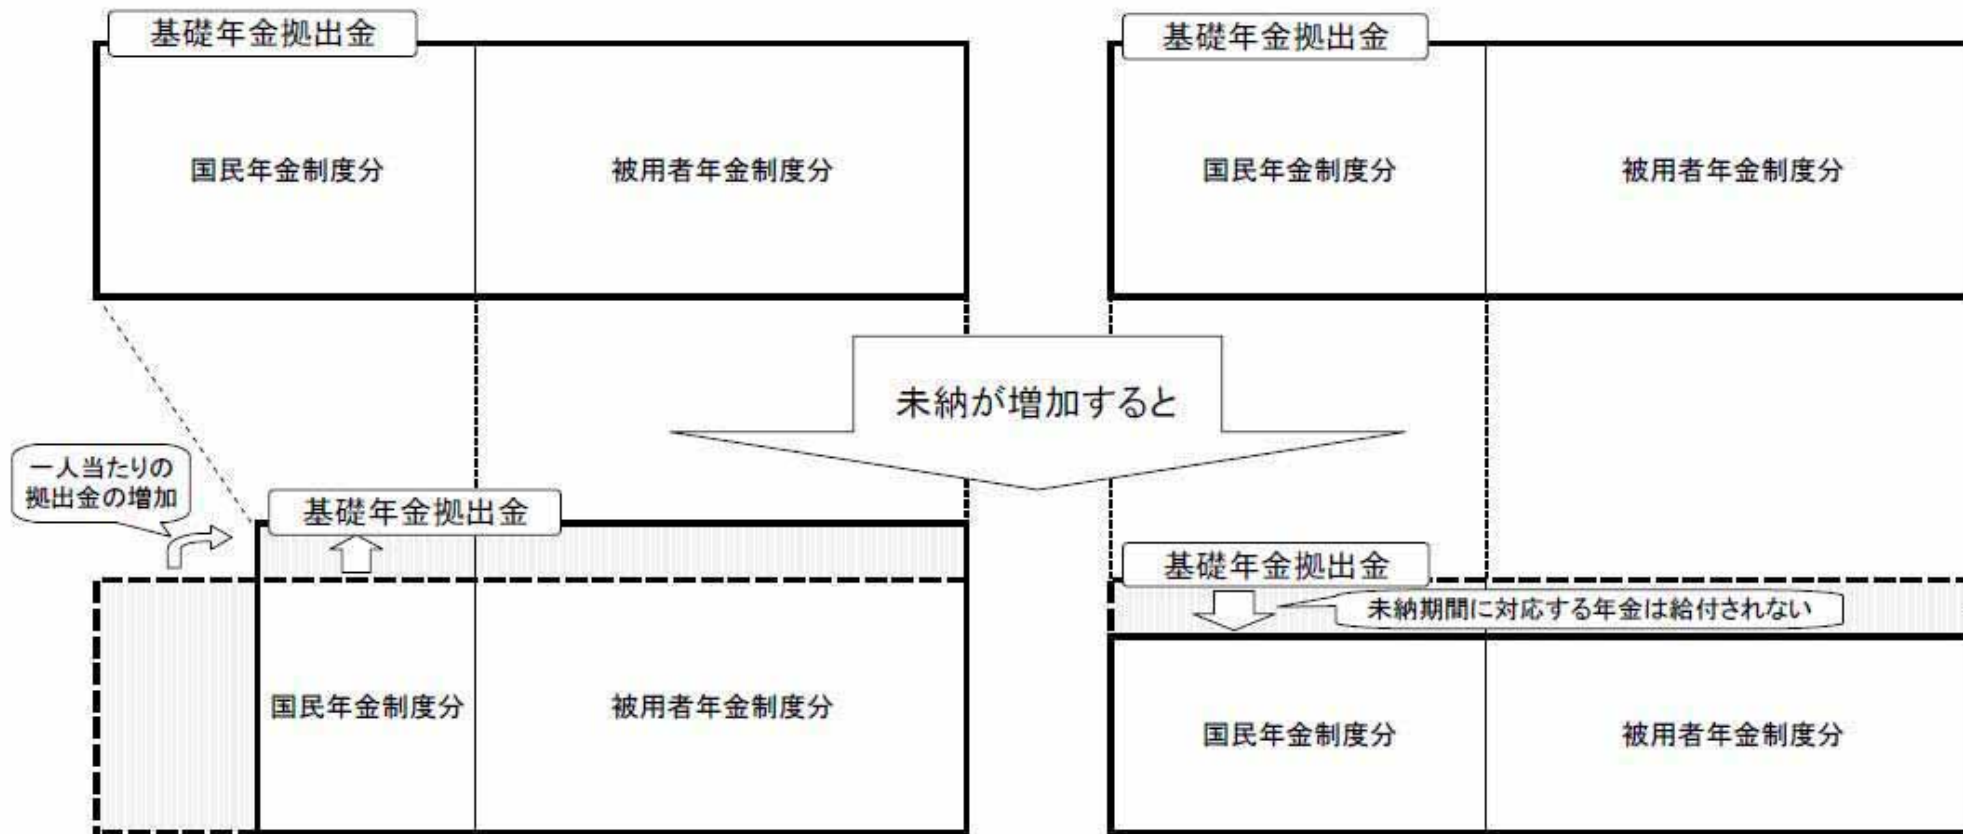 基礎年金拠出金
国民年金制度分
被用者年金制度分
基礎年金拠出金
国民年金制度分
被用者年金制度分
未納が増加すると
一人当たりの
拠出金の増加
基礎年金拠出金
国民年金制度分
被用者年金制度分
基礎年金拠出金
未納期間に対応する年金は給付されない
国民年金制度分
被用者年金制度分